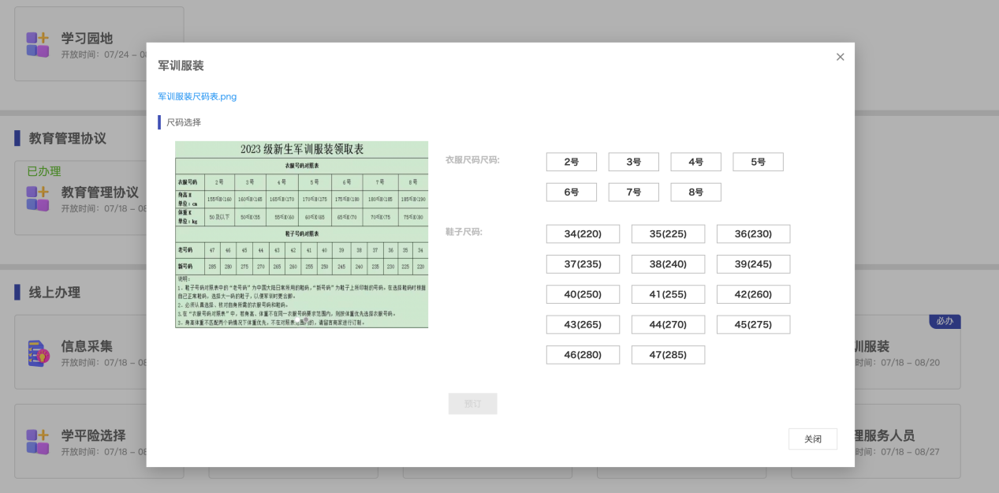 学习园地
开放时间：07/24 – 08
教育管理协议
已办理
教育管理协议
开放时间：07/18 – 08
线上办理
信息采集
开放时间：07/18 – 08
学平险选择
开放时间：07/18 – 08
军训服装
军训服装尺码表.png
尺码选择
2023 级新生军训服装领取表
衣服号码对照表
衣服号码 2 号 3 号 4 号 5 号 6 号 7 号 8 号
身高 H 单位：cm 155≤H<160 160≤H<165 165≤H<170 170≤H<175 175≤H<180 180≤H<185 185≤H<190
体重 K 单位：kg 50 及以下 50≤K<55 55≤K<60 60≤K<65 65≤K<70 70≤K<75 75≤K<80
鞋子号码对照表
老号码 47 46 45 44 43 42 41 40 39 38 37 36 35 34
新号码 285 280 275 270 265 260 255 250 245 240 235 230 225 220
说明：
1、鞋子号码对照表中的“老号码”为中国大陆日常所用的鞋码，“新号码”为鞋子上所印制的号码，在选择鞋码时根据
自己正常鞋码，选择大一码的鞋子，以便军训时更合脚。
2、必须认真选择、核对自身所需的衣服号码和鞋码。
3.在“衣服号码对照表”中，若身高、体重不在同一衣服号码要求范围内，则按体重优先选择衣服号码。
3、身高体重不匹配两个码情况下体重优先，不在对照表范围内的，请留言商家进行订制。
衣服尺码尺码:
2号 3号 4号 5号
6号 7号 8号
鞋子尺码:
34(220) 35(225) 36(230)
37(235) 38(240) 39(245)
40(250) 41(255) 42(260)
43(265) 44(270) 45(275)
46(280) 47(285)
预订
关闭
必办
训服装
时间：07/18 – 08/20
理服务人员
时间：07/18 – 08/27